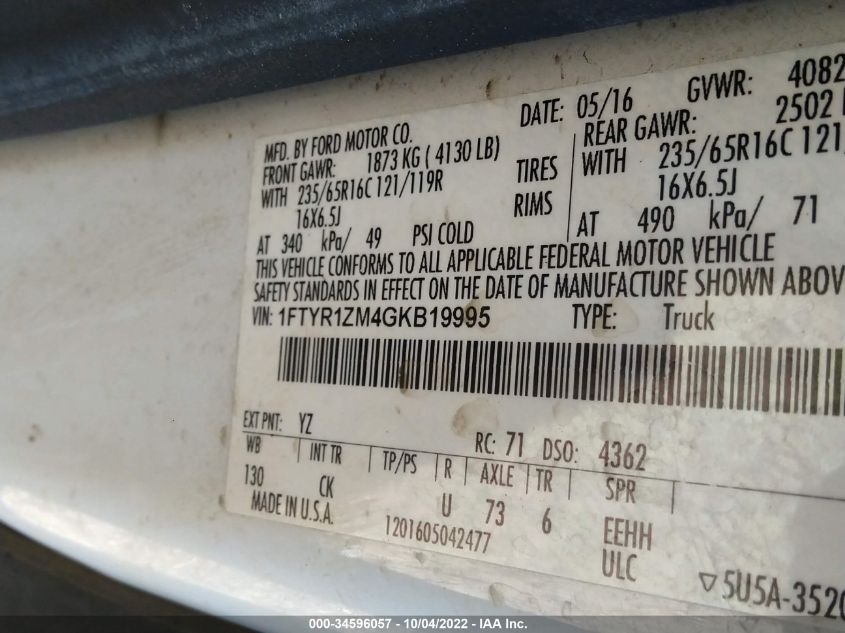 MFD. BY FORD MOTOR CO. DATE: 05/16 GVWR: 4082
FRONT GAWR: 1873 KG ( 4130 LB) REAR GAWR: 2502
WITH 235/65R16C 121/119R TIRES WITH 235/65R16C 121/
16X6.5J RIMS 16X6.5J
AT 340 kPa/ 49 PSI COLD AT 490 kPa/ 71
THIS VEHICLE CONFORMS TO ALL APPLICABLE FEDERAL MOTOR VEHICLE
SAFETY STANDARDS IN EFFECT ON THE DATE OF MANUFACTURE SHOWN ABOV
VIN: 1FTYR1ZM4GKB19995 TYPE: Truck
EXT PNT: YZ RC: 71 DSO: 4362
WB INT TR TP/PS R AXLE TR SPR
130 CK U 73 6 EEHH
MADE IN U.S.A. 1201605042477 ULC
5U5A-3520
000-34596057 - 10/04/2022 - IAA Inc.